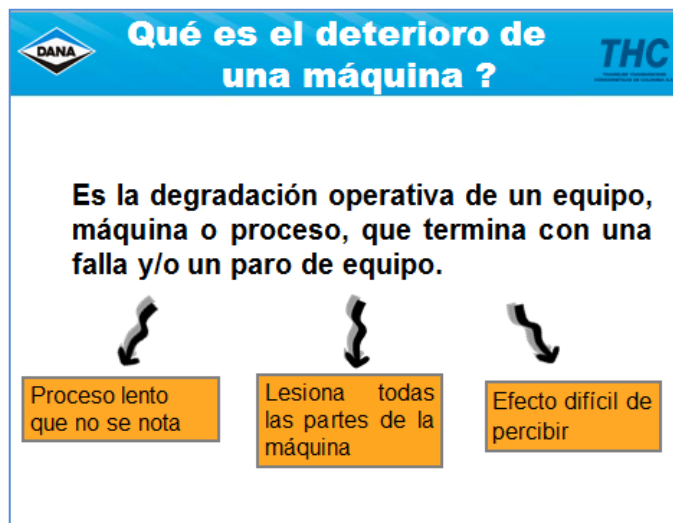 DANA
Qué es el deterioro de
una máquina ?
THC
Es la degradación operativa de un equipo,
máquina o proceso, que termina con una
falla y/o un paro de equipo.
Proceso lento
que no se nota
Lesiona todas
las partes de la
máquina
Efecto difícil de
percibir